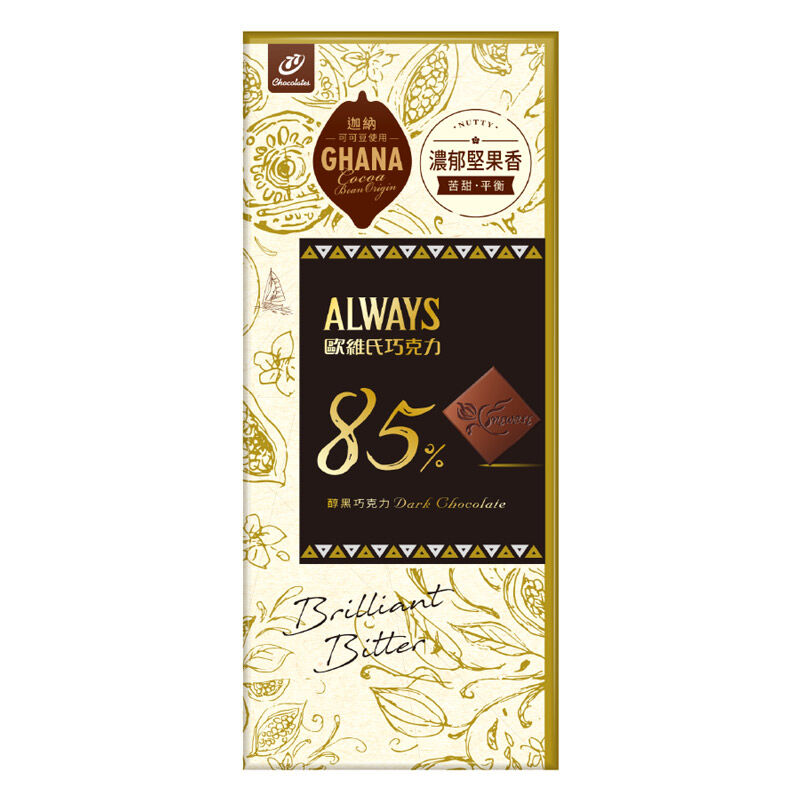 77
Chocolates
迦納
可可豆使用
GHANA
Cocoa
Bean Origin
NUTTY
濃郁堅果香
苦甜·平衡
ALWAYS
歐維氏巧克力
85%
醇黑巧克力 Dark Chocolate
Brilliant
Bitter